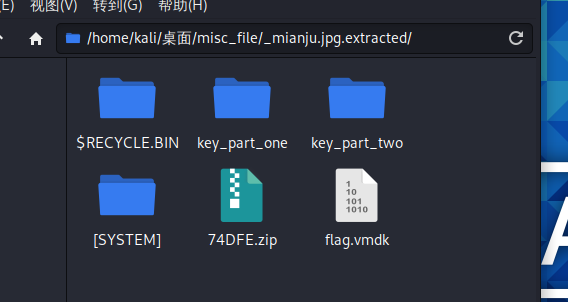 视图(V) 转到(G) 帮助(H)
/home/kali/桌面/misc_file/_mianju.jpg.extracted/
$RECYCLE.BIN key_part_one key_part_two
1
10
101
1010
[SYSTEM] 74DFE.zip flag.vmdk